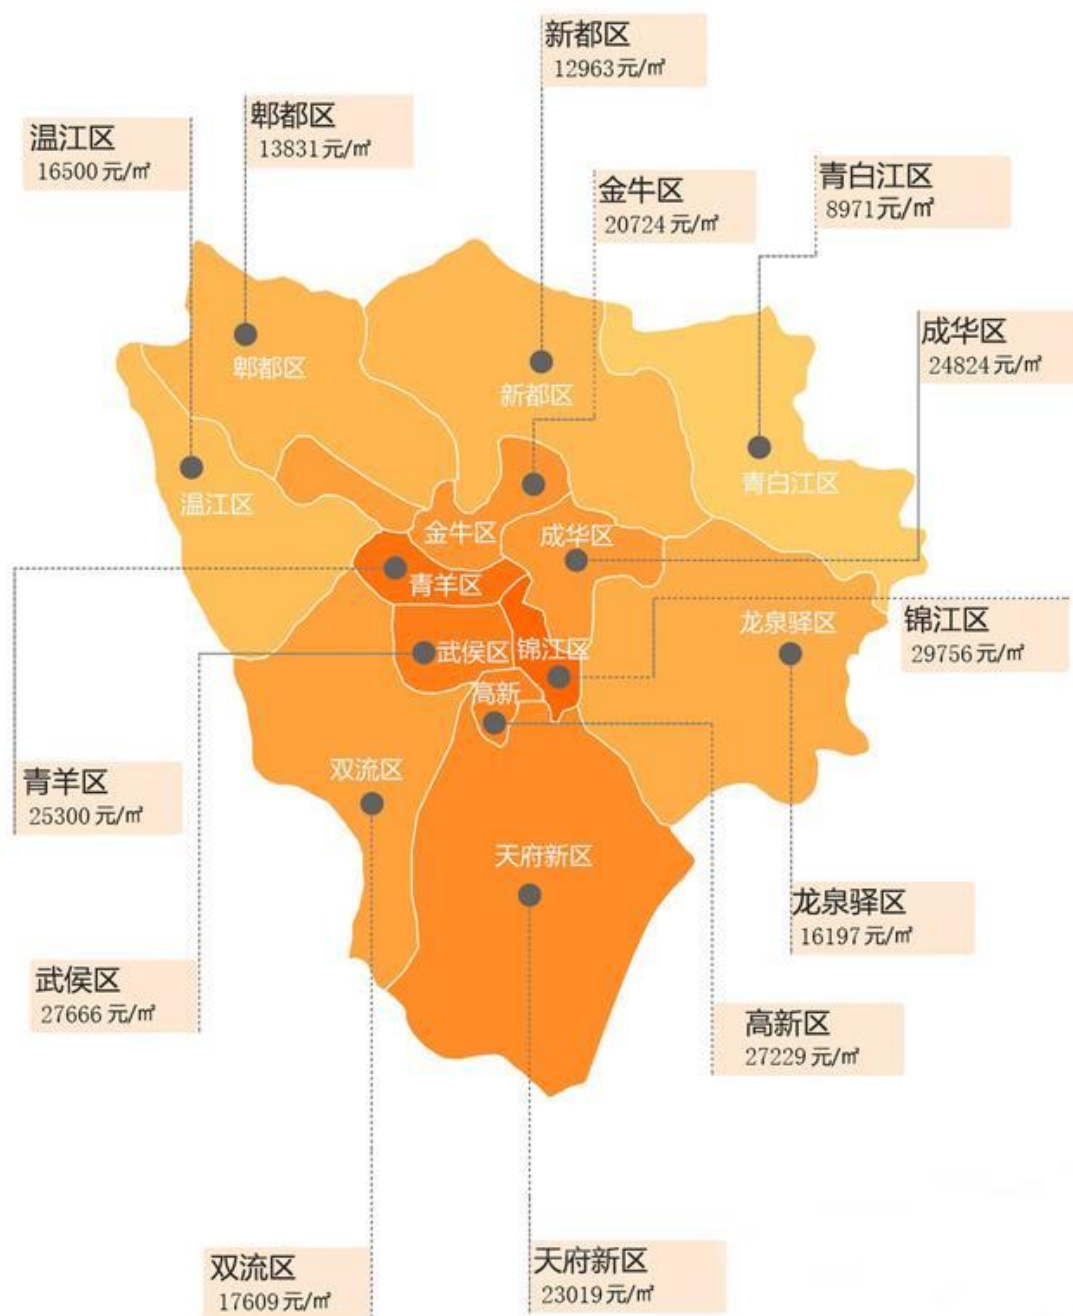 新都区
12963元/㎡
郫都区
13831元/㎡
温江区
16500元/㎡
金牛区
20724元/㎡
青白江区
8971元/㎡
成华区
24824元/㎡
郫都区
新都区
青白江区
温江区
金牛区
成华区
青羊区
龙泉驿区
武侯区
锦江区
高新
双流区
天府新区
锦江区
29756元/㎡
青羊区
25300元/㎡
龙泉驿区
16197元/㎡
武侯区
27666元/㎡
高新区
27229元/㎡
双流区
17609元/㎡
天府新区
23019元/㎡